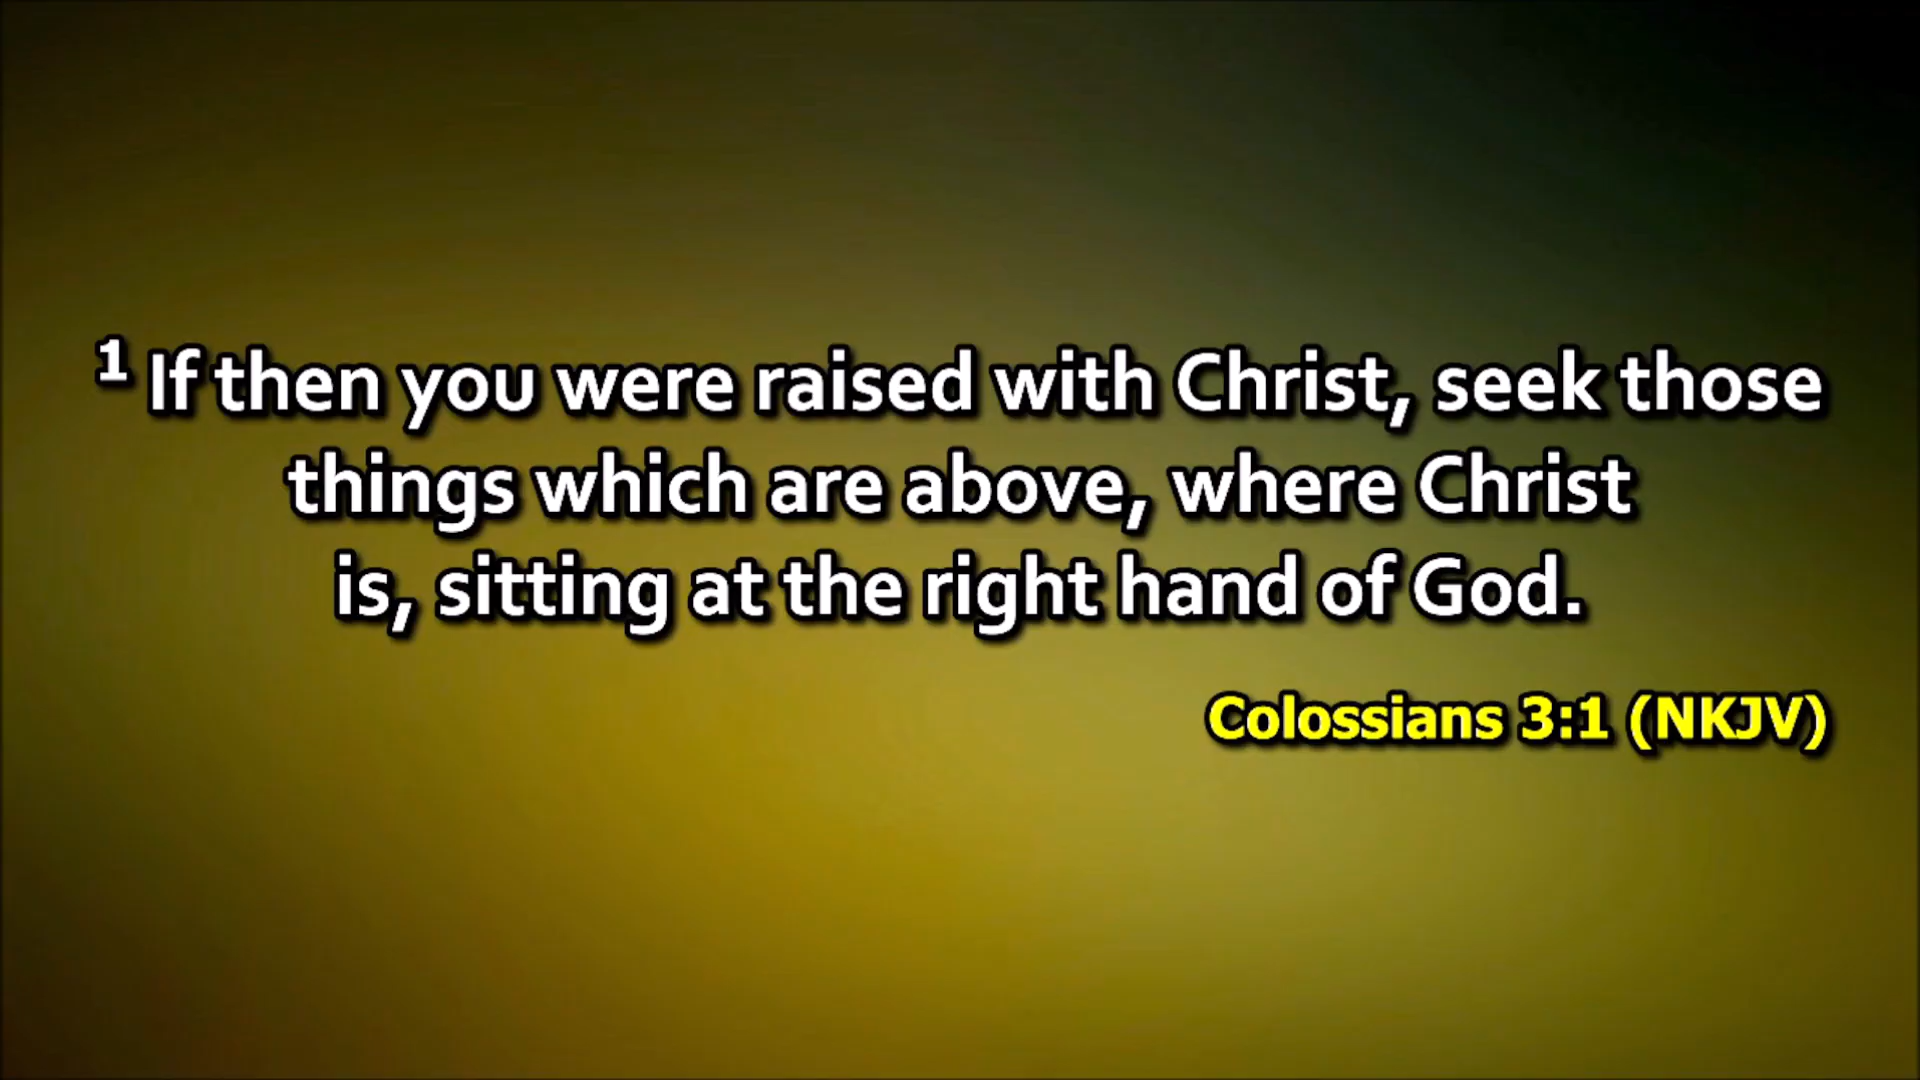 1 If then you were raised with Christ, seek those
things which are above, where Christ
is, sitting at the right hand of God.
Colossians 3:1 (NKJV)